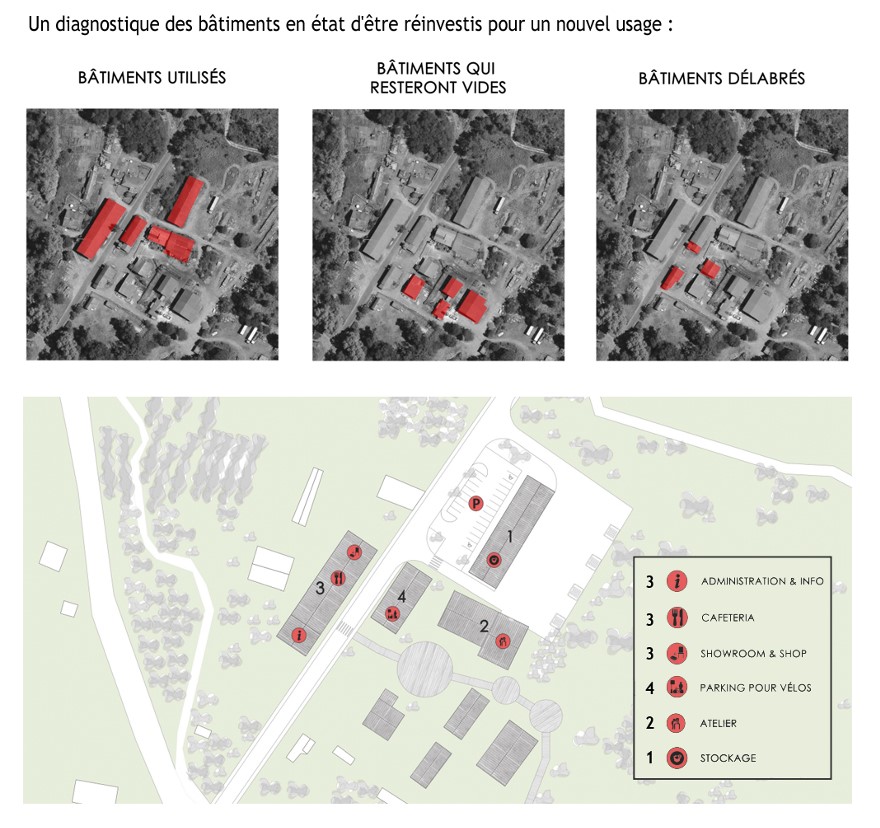 Un diagnostique des bâtiments en état d'être réinvestis pour un nouvel usage :
BÂTIMENTS UTILISÉS
BÂTIMENTS QUI
RESTERONT VIDES
BÂTIMENTS DÉLABRÉS
P
1
3
4
2
i
3 i ADMINISTRATION & INFO
3 CAFETERIA
3 SHOWROOM & SHOP
4 PARKING POUR VÉLOS
2 ATELIER
1 STOCKAGE